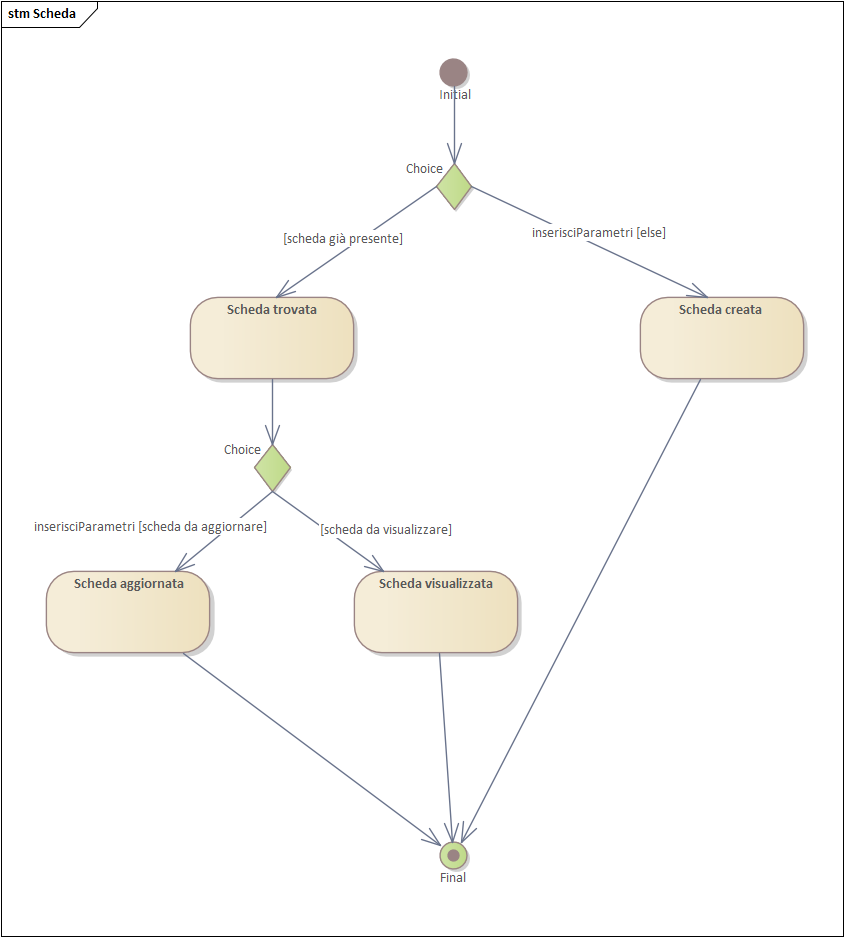 stm Scheda
Initial
Choice
[scheda già presente]
inserisciParametri [else]
Scheda trovata
Scheda creata
Choice
inserisciParametri [scheda da aggiornare]
[scheda da visualizzare]
Scheda aggiornata
Scheda visualizzata
Final